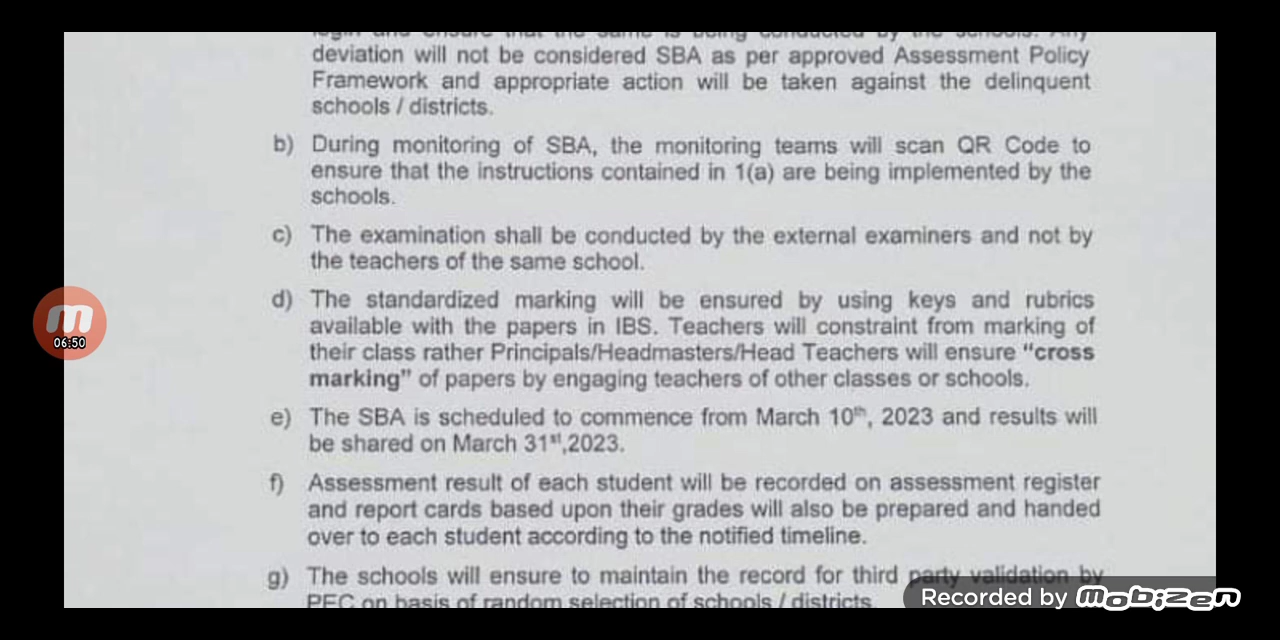 deviation will not be considered SBA as per approved Assessment Policy
Framework and appropriate action will be taken against the delinquent
schools / districts.
b) During monitoring of SBA, the monitoring teams will scan QR Code to
ensure that the instructions contained in 1(a) are being implemented by the
schools.
c) The examination shall be conducted by the external examiners and not by
the teachers of the same school.
d) The standardized marking will be ensured by using keys and rubrics
available with the papers in IBS. Teachers will constraint from marking of
their class rather Principals/Headmasters/Head Teachers will ensure "cross
marking" of papers by engaging teachers of other classes or schools.
e) The SBA is scheduled to commence from March 10th, 2023 and results will
be shared on March 31st,2023.
f) Assessment result of each student will be recorded on assessment register
and report cards based upon their grades will also be prepared and handed
over to each student according to the notified timeline.
g) The schools will ensure to maintain the record for third party validation by
PEC on basis of random selection of schools / districts.
06:50
Recorded by mobizen